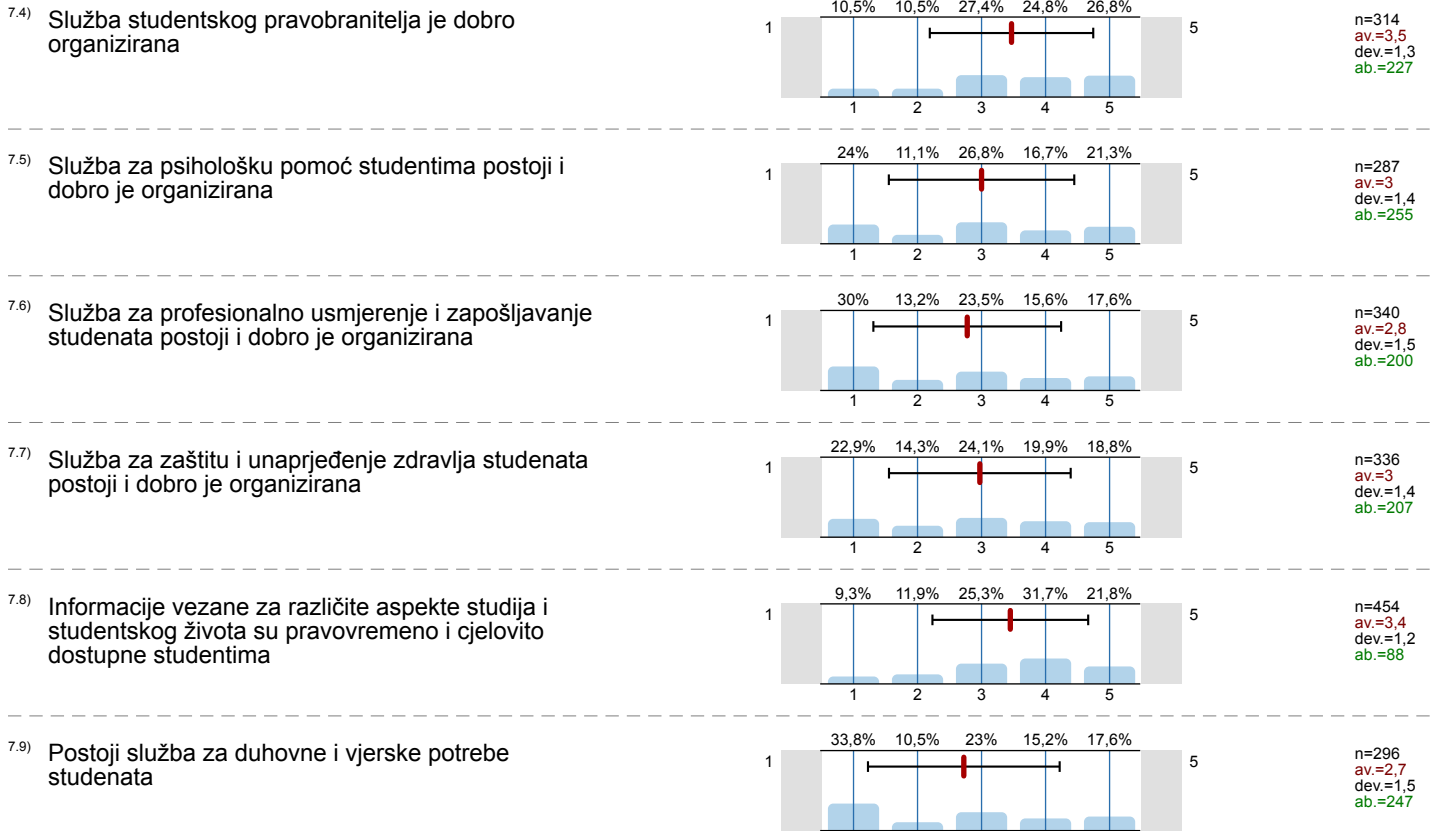 7.4) Služba studentskog pravobranitelja je dobro
organizirana
10,5% 10,5% 27,4% 24,8% 26,8%
1 5
1 2 3 4 5
n=314
av.=3,5
dev.=1,3
ab.=227
7.5) Služba za psihološku pomoć studentima postoji i
dobro je organizirana
24% 11,1% 26,8% 16,7% 21,3%
1 5
1 2 3 4 5
n=287
av.=3
dev.=1,4
ab.=255
7.6) Služba za profesionalno usmjerenje i zapošljavanje
studenata postoji i dobro je organizirana
30% 13,2% 23,5% 15,6% 17,6%
1 5
1 2 3 4 5
n=340
av.=2,8
dev.=1,5
ab.=200
7.7) Služba za zaštitu i unaprjeđenje zdravlja studenata
postoji i dobro je organizirana
22,9% 14,3% 24,1% 19,9% 18,8%
1 5
1 2 3 4 5
n=336
av.=3
dev.=1,4
ab.=207
7.8) Informacije vezane za različite aspekte studija i
studentskog života su pravovremeno i cjelovito
dostupne studentima
9,3% 11,9% 25,3% 31,7% 21,8%
1 5
1 2 3 4 5
n=454
av.=3,4
dev.=1,2
ab.=88
7.9) Postoji služba za duhovne i vjerske potrebe
studenata
33,8% 10,5% 23% 15,2% 17,6%
1 5
n=296
av.=2,7
dev.=1,5
ab.=247